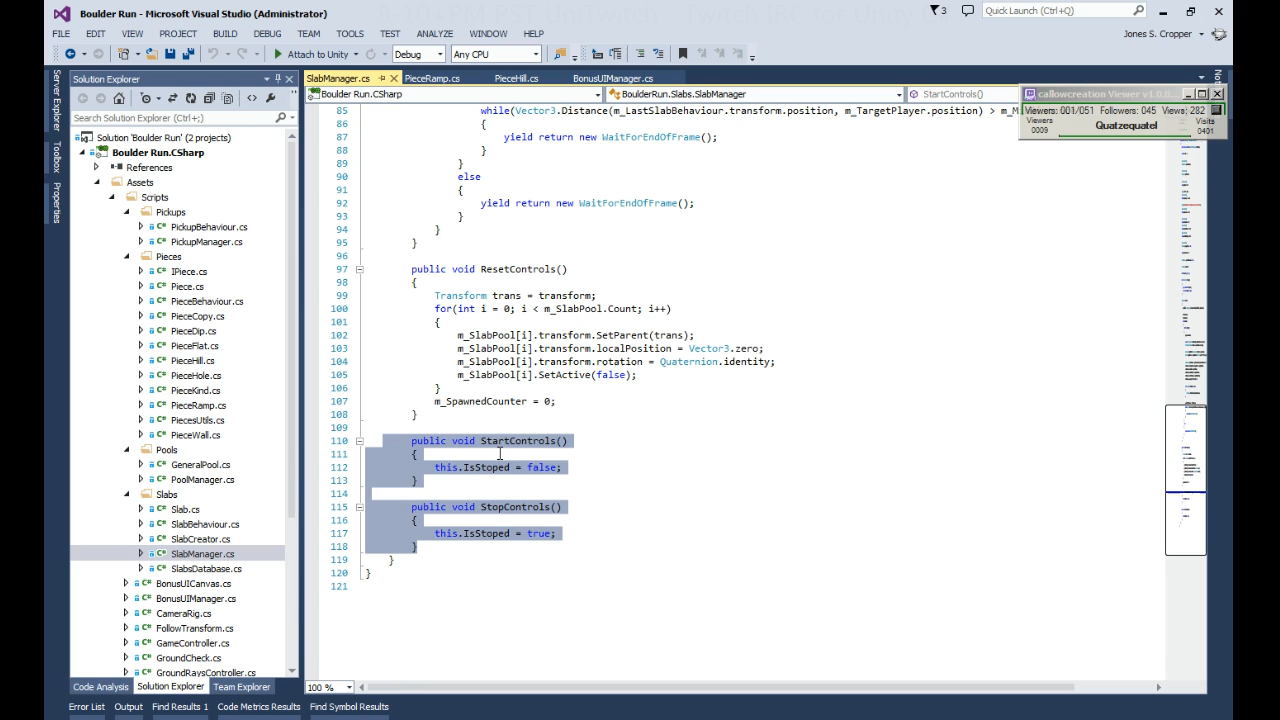 8-10+PM EST UniTwitch - TwitchIRC for Unity
Boulder Run - Microsoft Visual Studio (Administrator)
3
Quick Launch (Ctrl+Q)
FILE EDIT VIEW PROJECT BUILD DEBUG TEAM TOOLS TEST ANALYZE WINDOW HELP
Jones S. Cropper
Attach to Unity Debug Any CPU
Server Explorer
Toolbox
Properties
Solution Explorer
SlabManager.cs PieceRamp.cs PieceHill.cs BonusUIManager.cs
Boulder Run.CSharp BoulderRun.Slabs.SlabManager StartControls()
Search Solution Explorer (Ctrl+;)
Solution 'Boulder Run' (2 projects)
Boulder Run.CSharp
References
Assets
Scripts
Pickups
PickupBehaviour.cs
PickupManager.cs
Pieces
IPiece.cs
Piece.cs
PieceBehaviour.cs
PieceCopy.cs
PieceDip.cs
PieceFlat.cs
PieceHill.cs
PieceHole.cs
PieceKind.cs
PieceRamp.cs
PiecesUtils.cs
PieceWall.cs
Pools
GeneralPool.cs
PoolManager.cs
Slabs
Slab.cs
SlabBehaviour.cs
SlabCreator.cs
SlabManager.cs
SlabsDatabase.cs
BonusUICanvas.cs
BonusUIManager.cs
CameraRig.cs
FollowTransform.cs
GameController.cs
GroundCheck.cs
GroundRaysController.cs
Code Analysis Solution Explorer Team Explorer
85 while(Vector3.Distance(m_LastSlabBehaviour.transform.position, m_TargetPlayer.position) > m_M
86 {
87 yield return new WaitForEndOfFrame();
88 }
89 }
90 else
91 {
92 yield return new WaitForEndOfFrame();
93 }
94 }
95 }
96
97 public void ResetControls()
98 {
99 Transform trans = transform;
100 for(int i = 0; i < m_SlabPool.Count; i++)
101 {
102 m_SlabPool[i].transform.SetParent(trans);
103 m_SlabPool[i].transform.localPosition = Vector3.zero;
104 m_SlabPool[i].transform.rotation = Quaternion.identity;
105 m_SlabPool[i].SetActive(false);
106 }
107 m_SpawnedCounter = 0;
108 }
109
110 public void StartControls()
111 {
112 this.IsStoped = false;
113 }
114
115 public void StopControls()
116 {
117 this.IsStoped = true;
118 }
119 }
120 }
121
callowcreation Viewer v1.0.0
Viewers: 001/051 Followers: 045 Views: 282
Viewers
0009
Quatzequatel
Visits
0401
100 %
Error List Output Find Results 1 Code Metrics Results Find Symbol Results